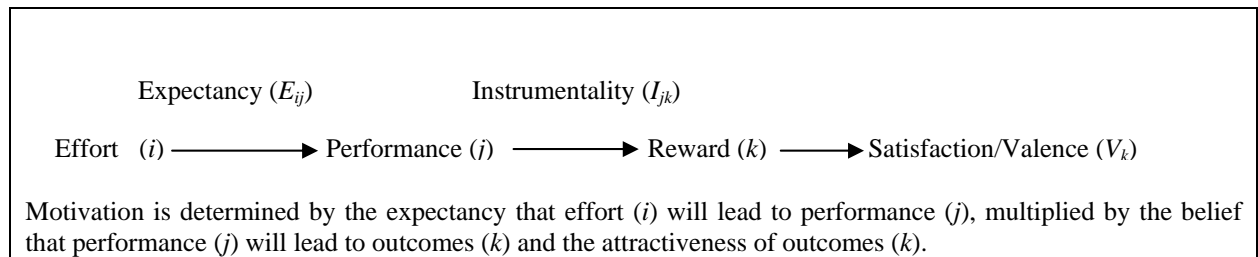 Expectancy (Eij) Instrumentality (Ijk)
Effort (i) Performance (j) Reward (k) Satisfaction/Valence (Vk)
Motivation is determined by the expectancy that effort (i) will lead to performance (j), multiplied by the belief
that performance (j) will lead to outcomes (k) and the attractiveness of outcomes (k).